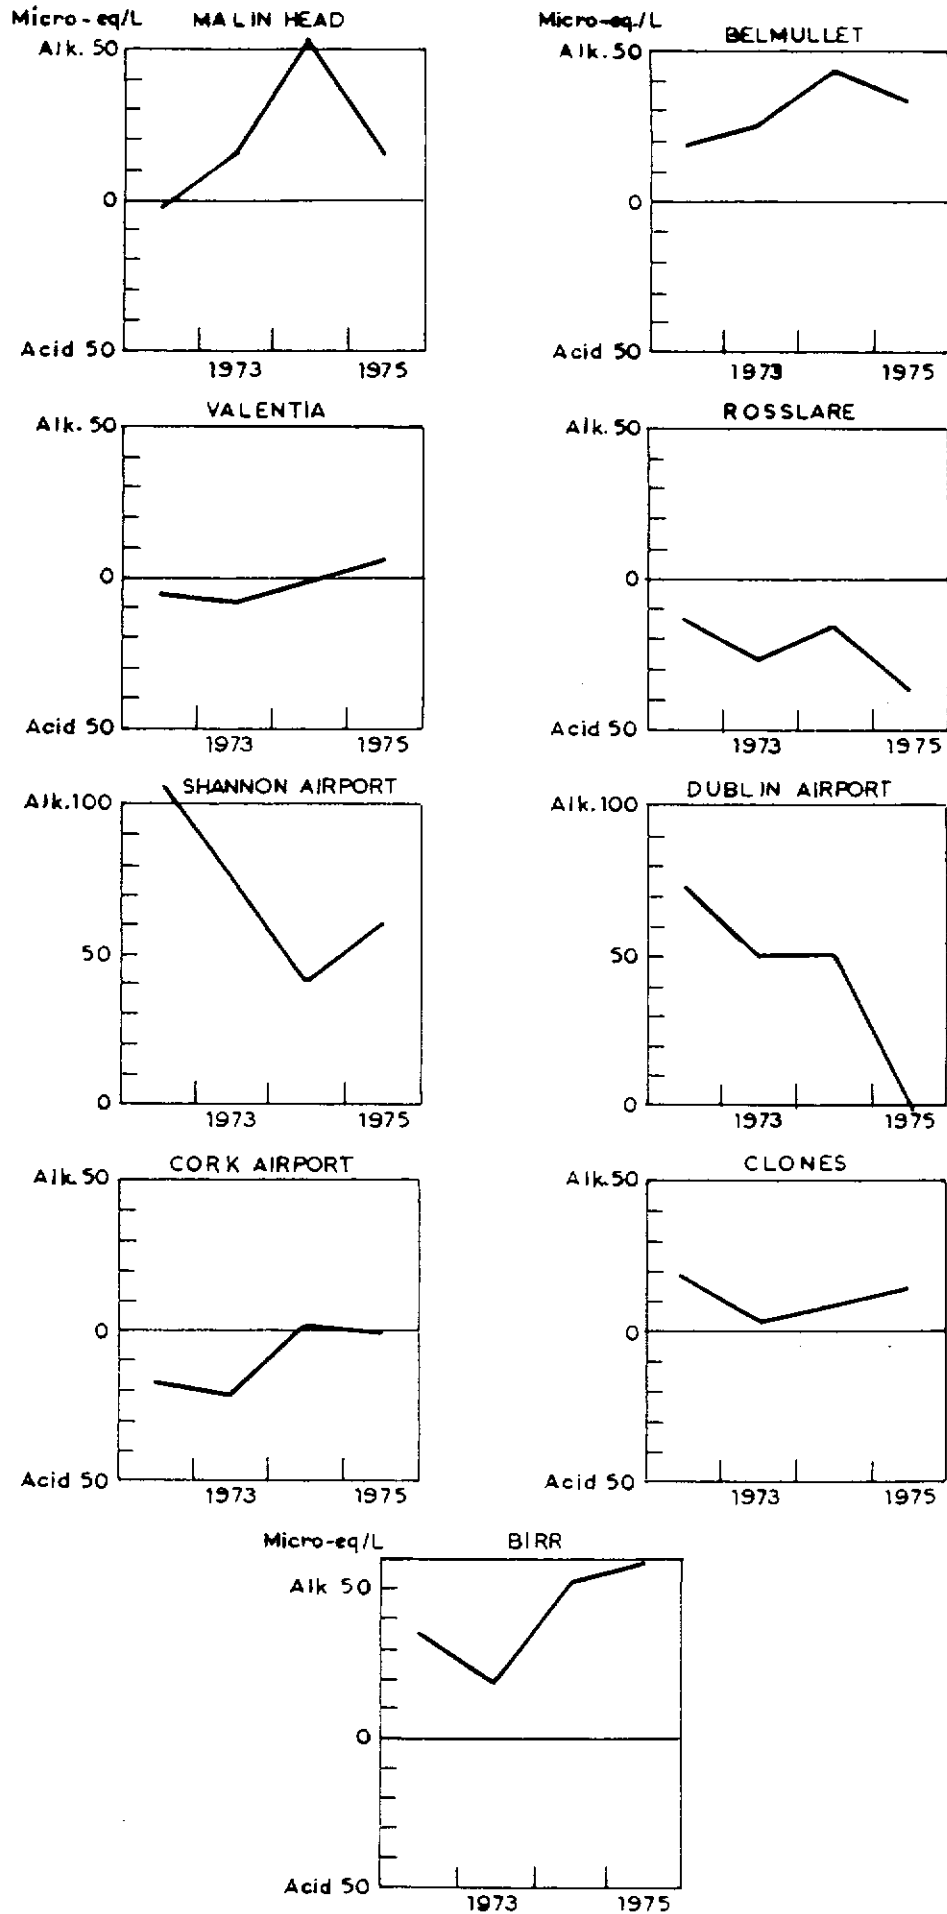 Micro-eq/L MALIN HEAD
Alk. 50
0
Acid 50
1973 1975
Micro-eq/L BELMULLET
Alk. 50
0
Acid 50
1973 1975
VALENTIA
Alk. 50
0
Acid 50
1973 1975
ROSSLARE
Alk. 50
0
Acid 50
1973 1975
SHANNON AIRPORT
Alk. 100
50
0
1973 1975
DUBLIN AIRPORT
Alk. 100
50
0
1973 1975
CORK AIRPORT
Alk. 50
0
Acid 50
1973 1975
CLONES
Alk. 50
0
Acid 50
1973 1975
Micro-eq/L BIRR
Alk 50
0
Acid 50
1973 1975